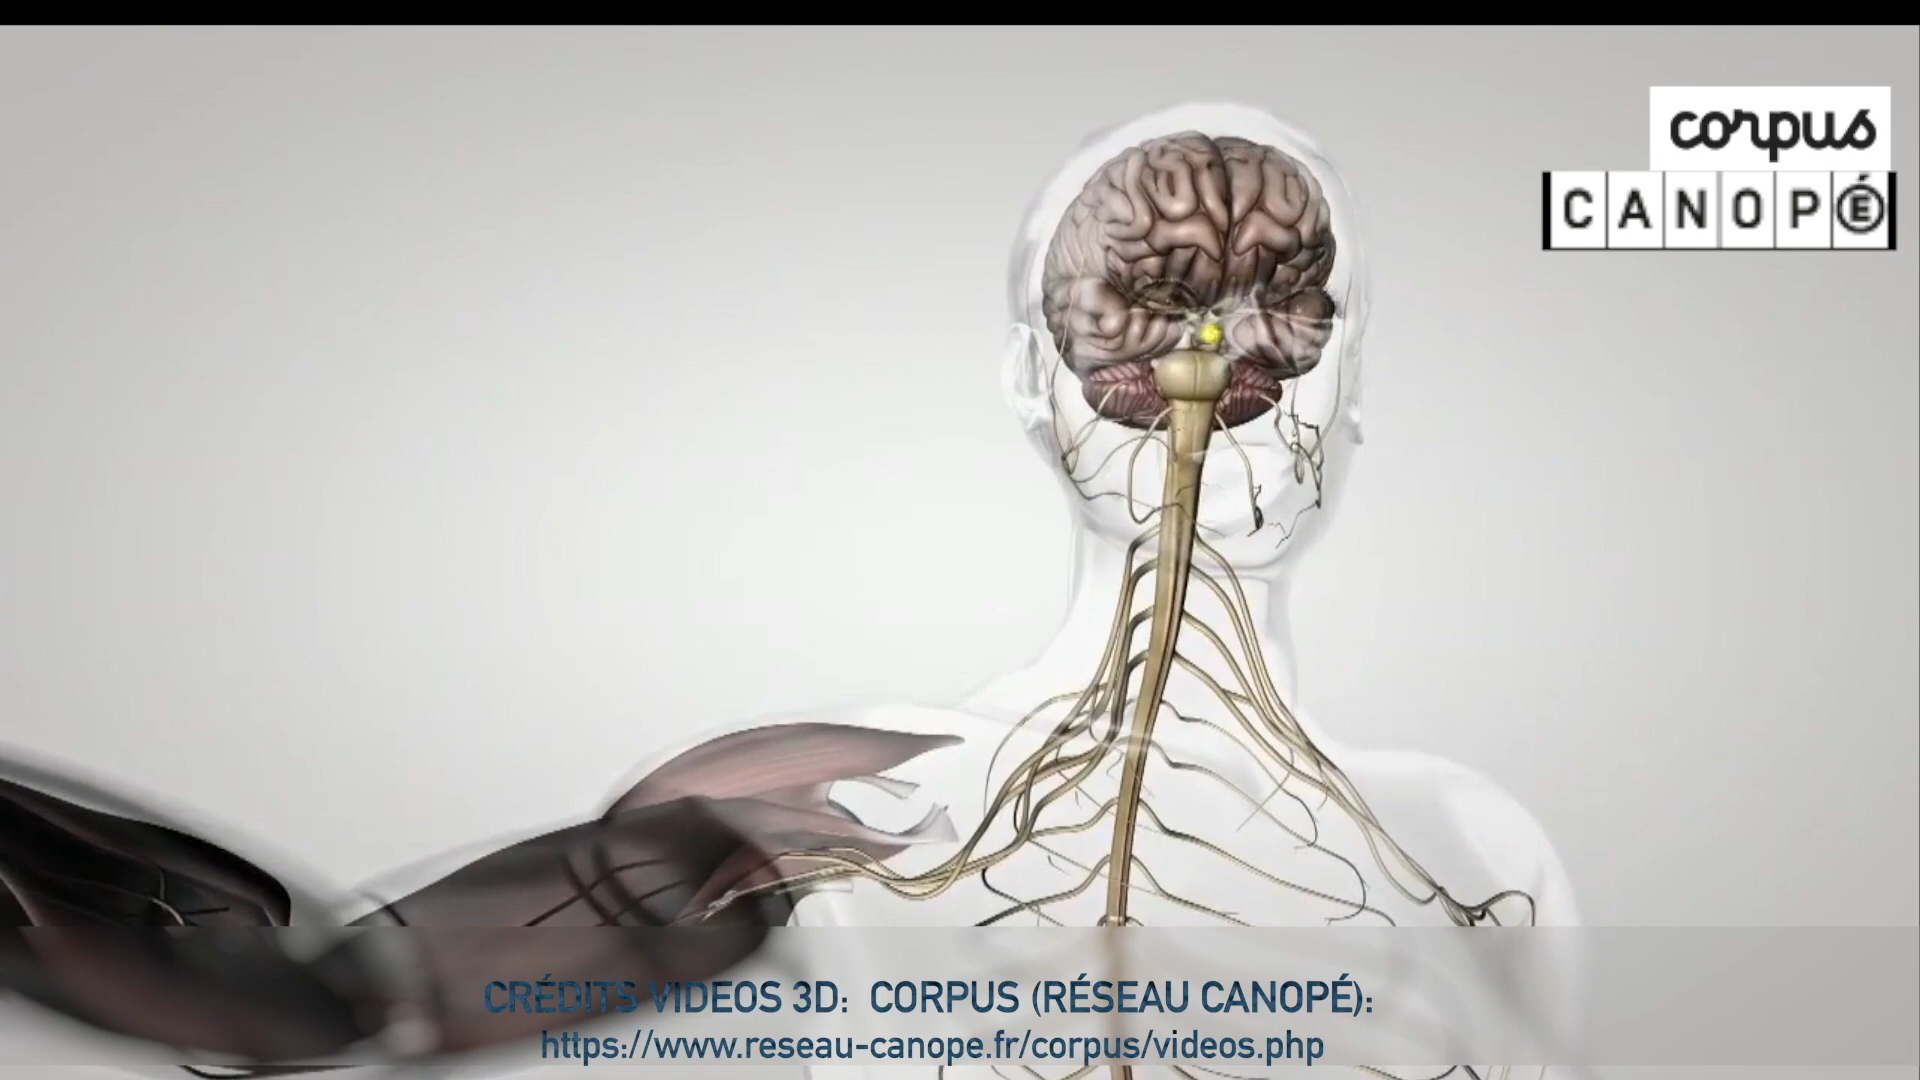 corpus
CANOPÉ
CRÉDITS VIDEOS 3D: CORPUS (RÉSEAU CANOPÉ):
https://www.reseau-canope.fr/corpus/videos.php